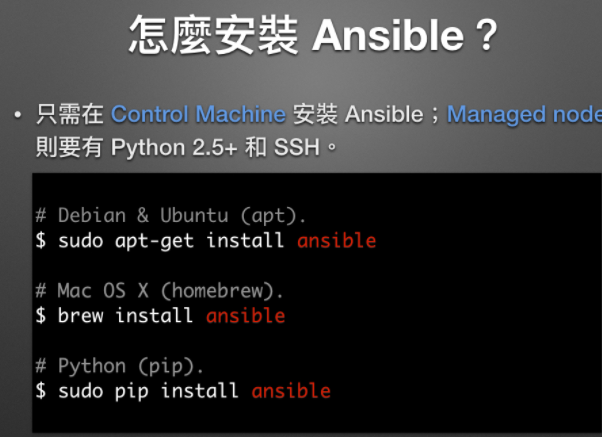 怎麼安裝 Ansible？
• 只需在 Control Machine 安裝 Ansible；Managed node
則要有 Python 2.5+ 和 SSH。
# Debian & Ubuntu (apt).
$ sudo apt-get install ansible
# Mac OS X (homebrew).
$ brew install ansible
# Python (pip).
$ sudo pip install ansible